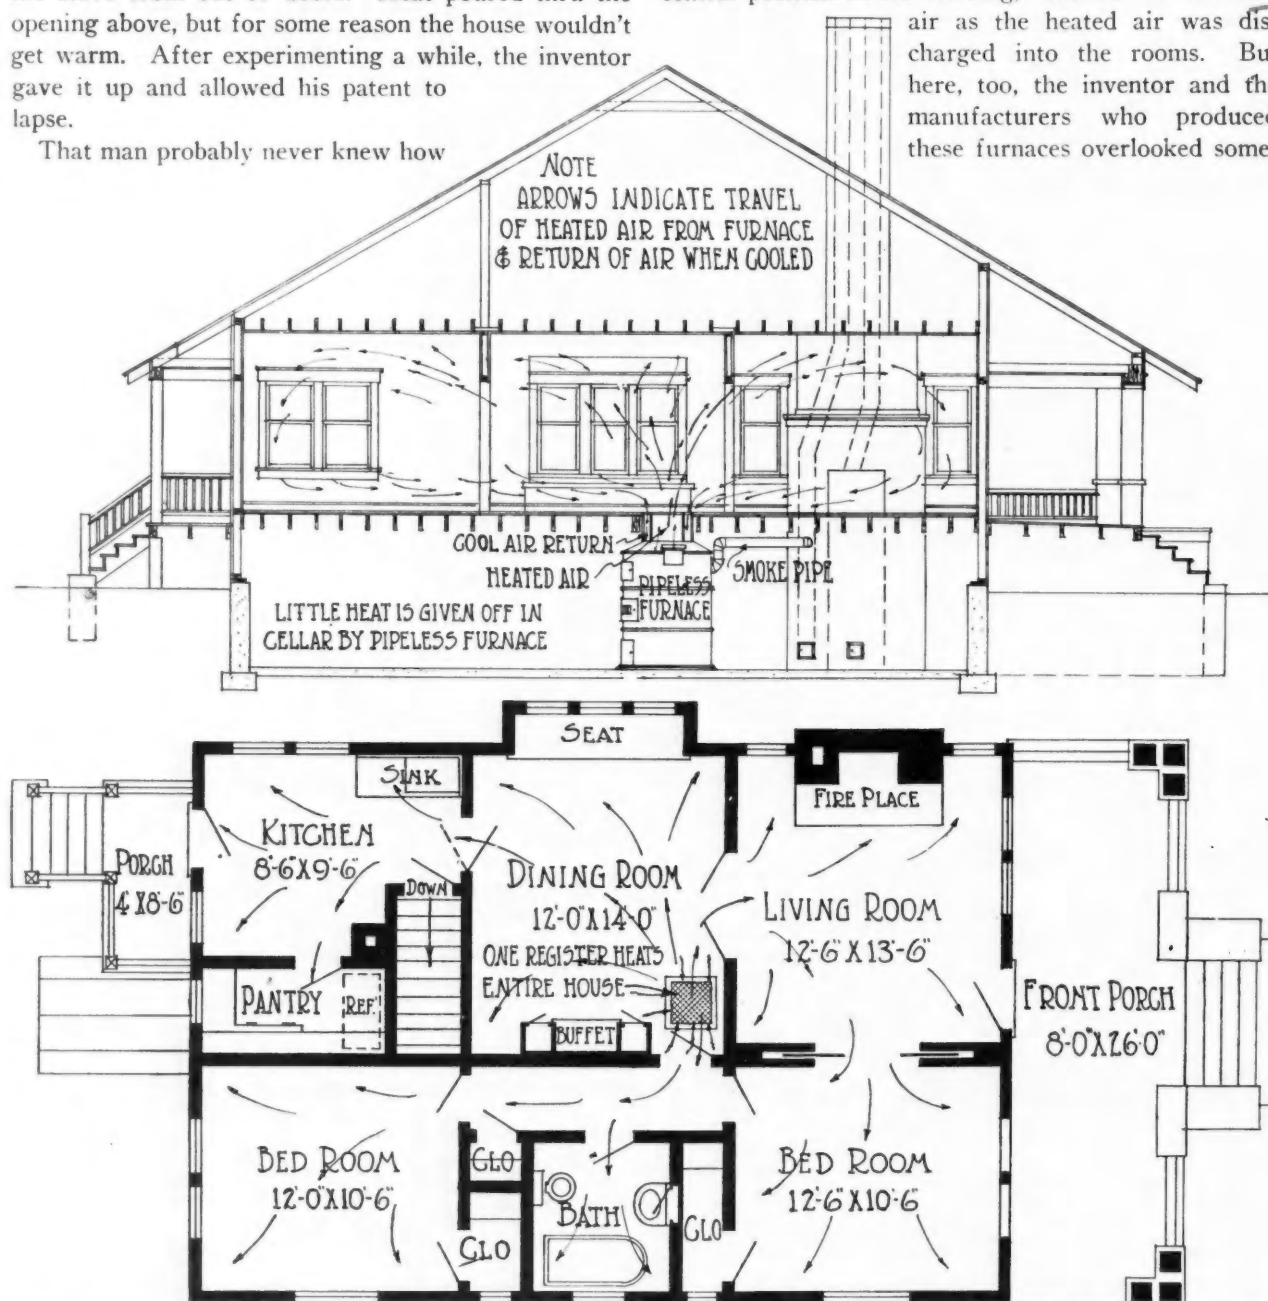 opening above, but for some reason the house wouldn't
get warm. After experimenting a while, the inventor
gave it up and allowed his patent to
lapse.
That man probably never knew how
air as the heated air was dis
charged into the rooms. Bu
here, too, the inventor and th
manufacturers who produced
these furnaces overlooked some
NOTE
ARROWS INDICATE TRAVEL
OF HEATED AIR FROM FURNACE
& RETURN OF AIR WHEN COOLED
COOL AIR RETURN
HEATED AIR
SMOKE PIPE
PIPELESS
FURNACE
LITTLE HEAT IS GIVEN OFF IN
CELLAR BY PIPELESS FURNACE
SEAT
SINK
FIRE PLACE
KITCHEN
8'-6"X9'-6"
PORCH
4'X8'-6"
DOWN
DINING ROOM
12'-0"X14'-0"
LIVING ROOM
12'-6"X13'-6"
ONE REGISTER HEATS
ENTIRE HOUSE
PANTRY
REF.
BUFFET
FRONT PORCH
8'-0"X26'-0"
BED ROOM
12'-0"X10'-6"
CLO
CLO
BATH
CLO
BED ROOM
12'-6"X10'-6"